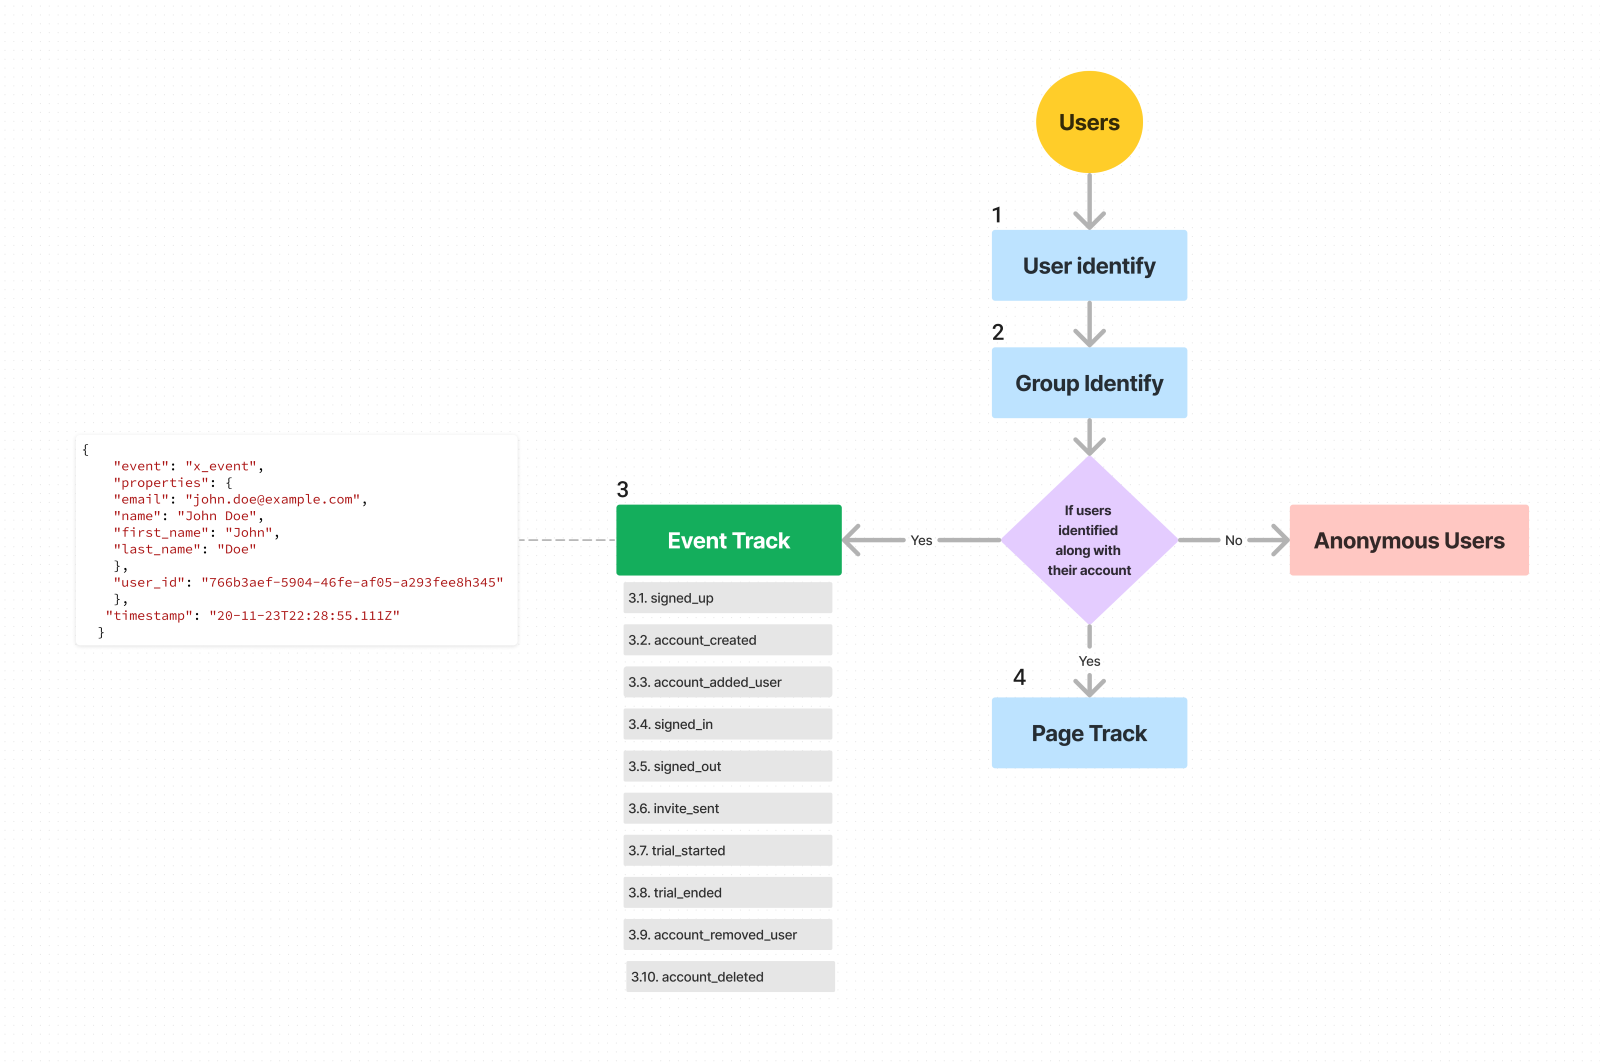 Users
1
User identify
2
Group Identify
If users
identified
along with
their account
Yes
No
Anonymous Users
3
Event Track
{
"event": "x_event",
"properties": {
"email": "john.doe@example.com",
"name": "John Doe",
"first_name": "John",
"last_name": "Doe"
},
"user_id": "766b3aef-5904-46fe-af05-a293fee8h345"
},
"timestamp": "20-11-23T22:28:55.111Z"
}
3.1. signed_up
3.2. account_created
3.3. account_added_user
3.4. signed_in
3.5. signed_out
3.6. invite_sent
3.7. trial_started
3.8. trial_ended
3.9. account_removed_user
3.10. account_deleted
Yes
4
Page Track